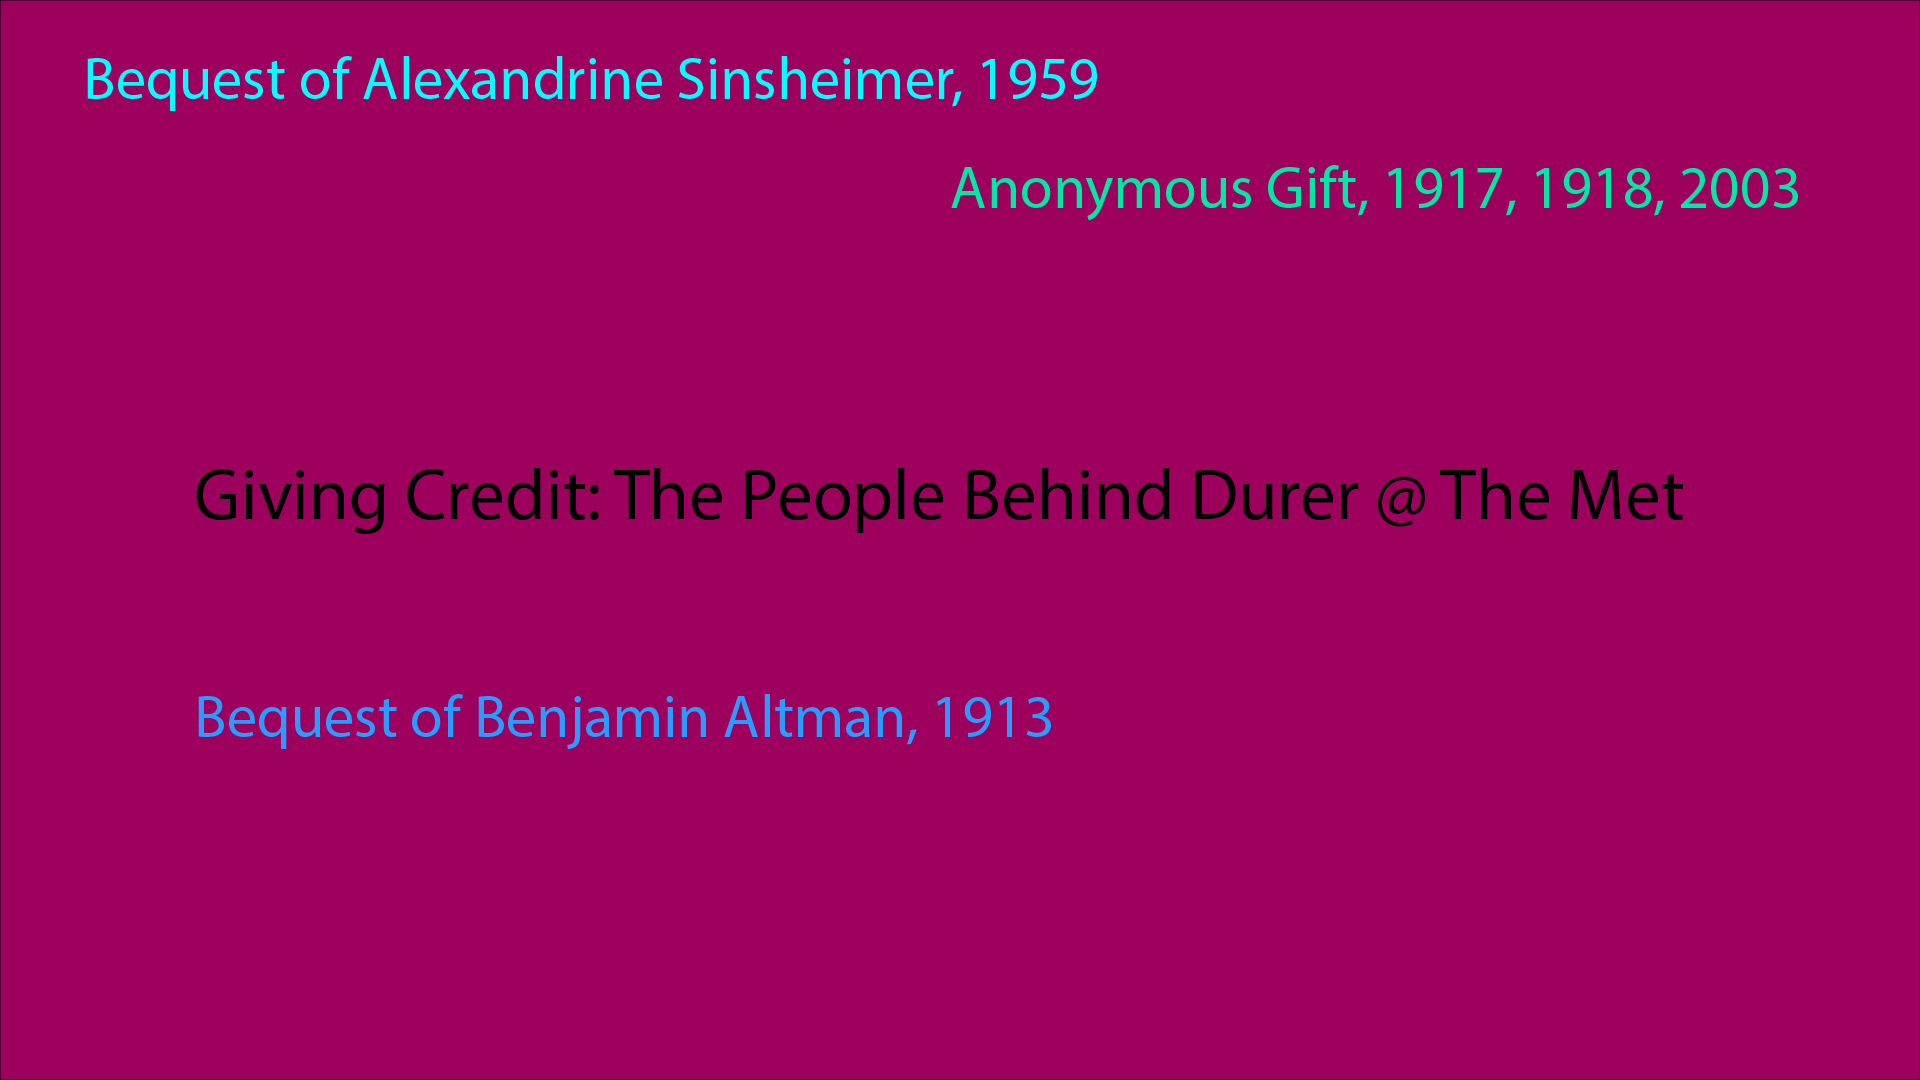 Bequest of Alexandrine Sinsheimer, 1959
Anonymous Gift, 1917, 1918, 2003
Giving Credit: The People Behind Durer @ The Met
Bequest of Benjamin Altman, 1913